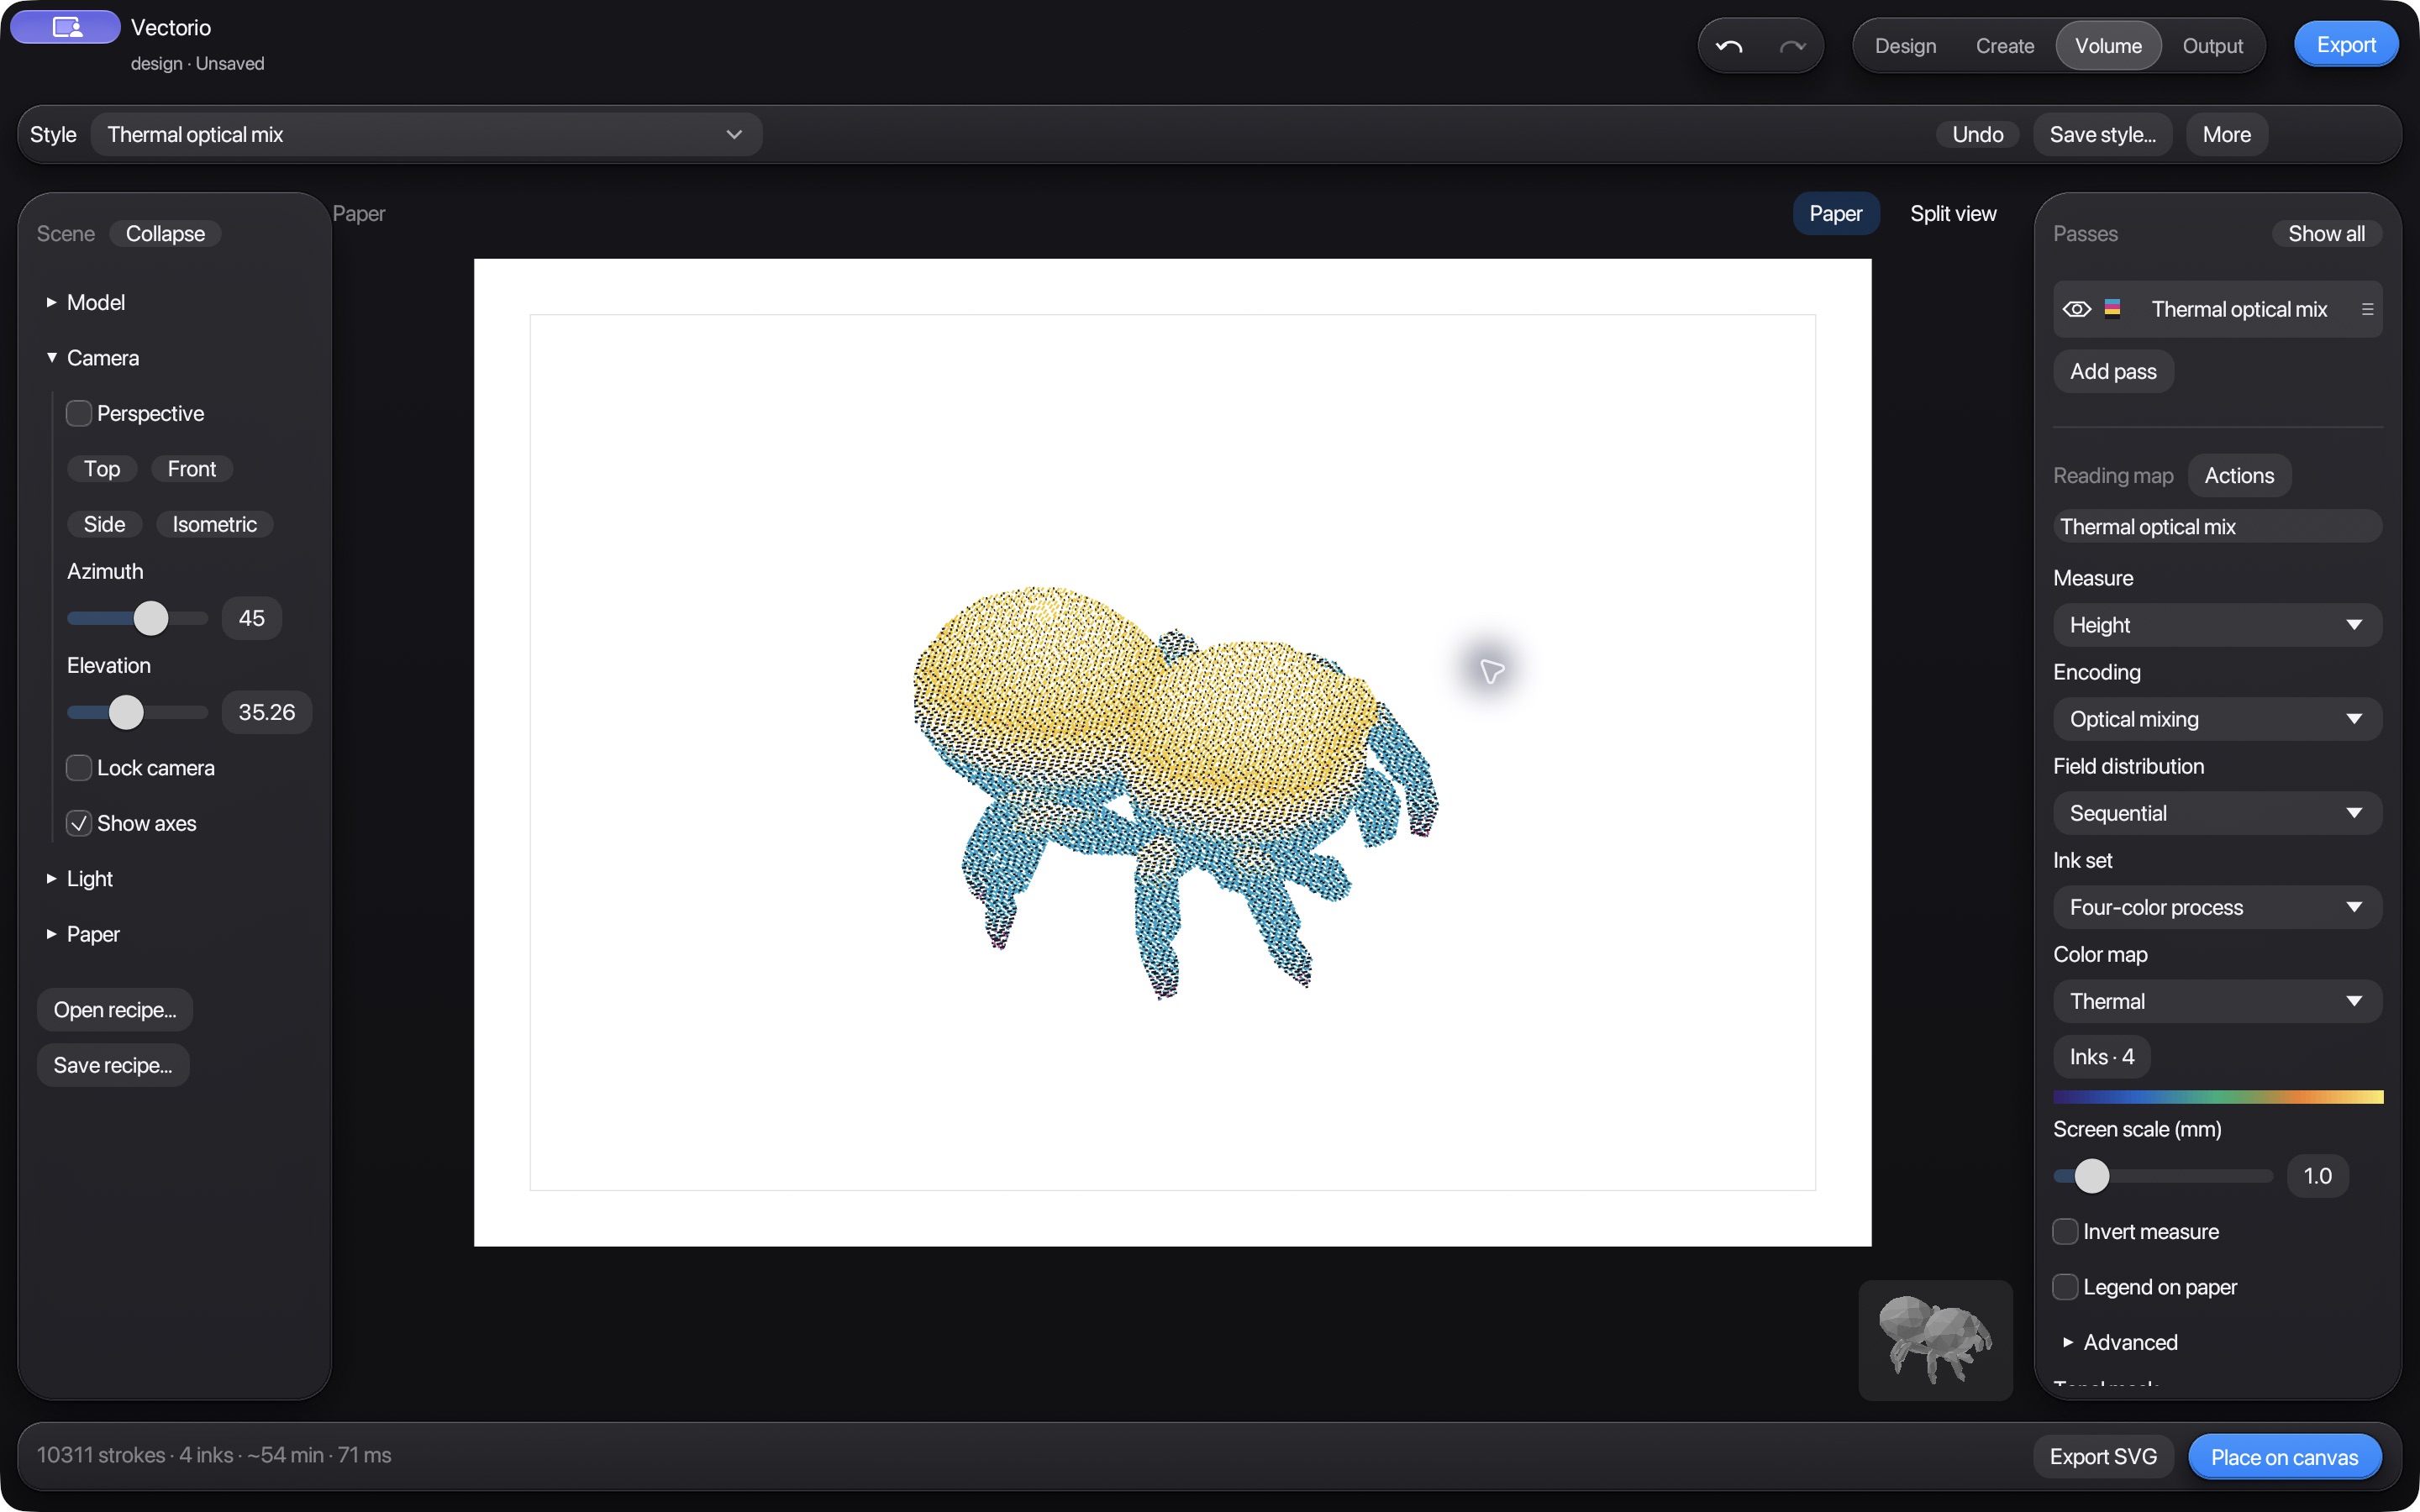 Vectorio
design · Unsaved
Design Create Volume Output Export
Style Thermal optical mix Undo Save style... More
Scene Collapse
Model
Camera
Perspective
Top Front
Side Isometric
Azimuth
45
Elevation
35.26
Lock camera
Show axes
Light
Paper
Open recipe...
Save recipe...
Paper Paper Split view
Passes Show all
Thermal optical mix
Add pass
Reading map Actions
Thermal optical mix
Measure
Height
Encoding
Optical mixing
Field distribution
Sequential
Ink set
Four-color process
Color map
Thermal
Inks · 4
Screen scale (mm)
1.0
Invert measure
Legend on paper
Advanced
10311 strokes · 4 inks · ~54 min · 71 ms
Export SVG Place on canvas